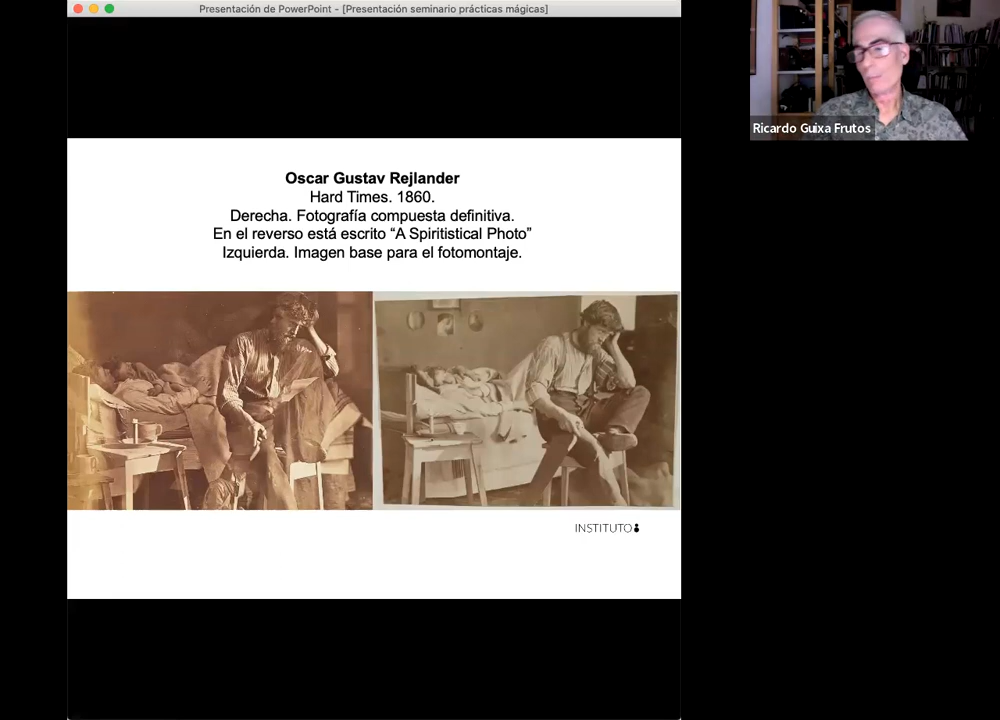 Presentación de PowerPoint - [Presentación seminario prácticas mágicas]
Ricardo Guixa Frutos
Oscar Gustav Rejlander
Hard Times. 1860.
Derecha. Fotografía compuesta definitiva.
En el reverso está escrito “A Spiritistical Photo”
Izquierda. Imagen base para el fotomontaje.
INSTITUTO